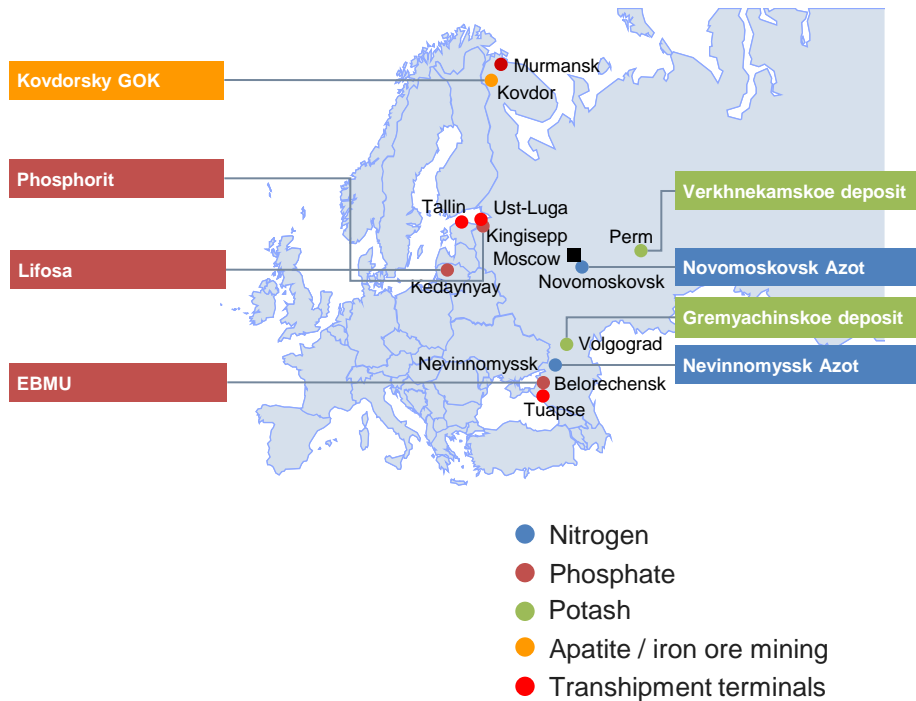 Murmansk
Kovdorsky GOK
Kovdor
Phosphorit
Verkhnekamskoe deposit
Tallin
Ust-Luga
Kingisepp
Perm
Moscow
Lifosa
Novomoskovsk Azot
Kedaynyay
Novomoskovsk
Gremyachinskoe deposit
Volgograd
Nevinnomyssk
Nevinnomyssk Azot
EBMU
Belorechensk
Tuapse
Nitrogen
Phosphate
Potash
Apatite / iron ore mining
Transhipment terminals